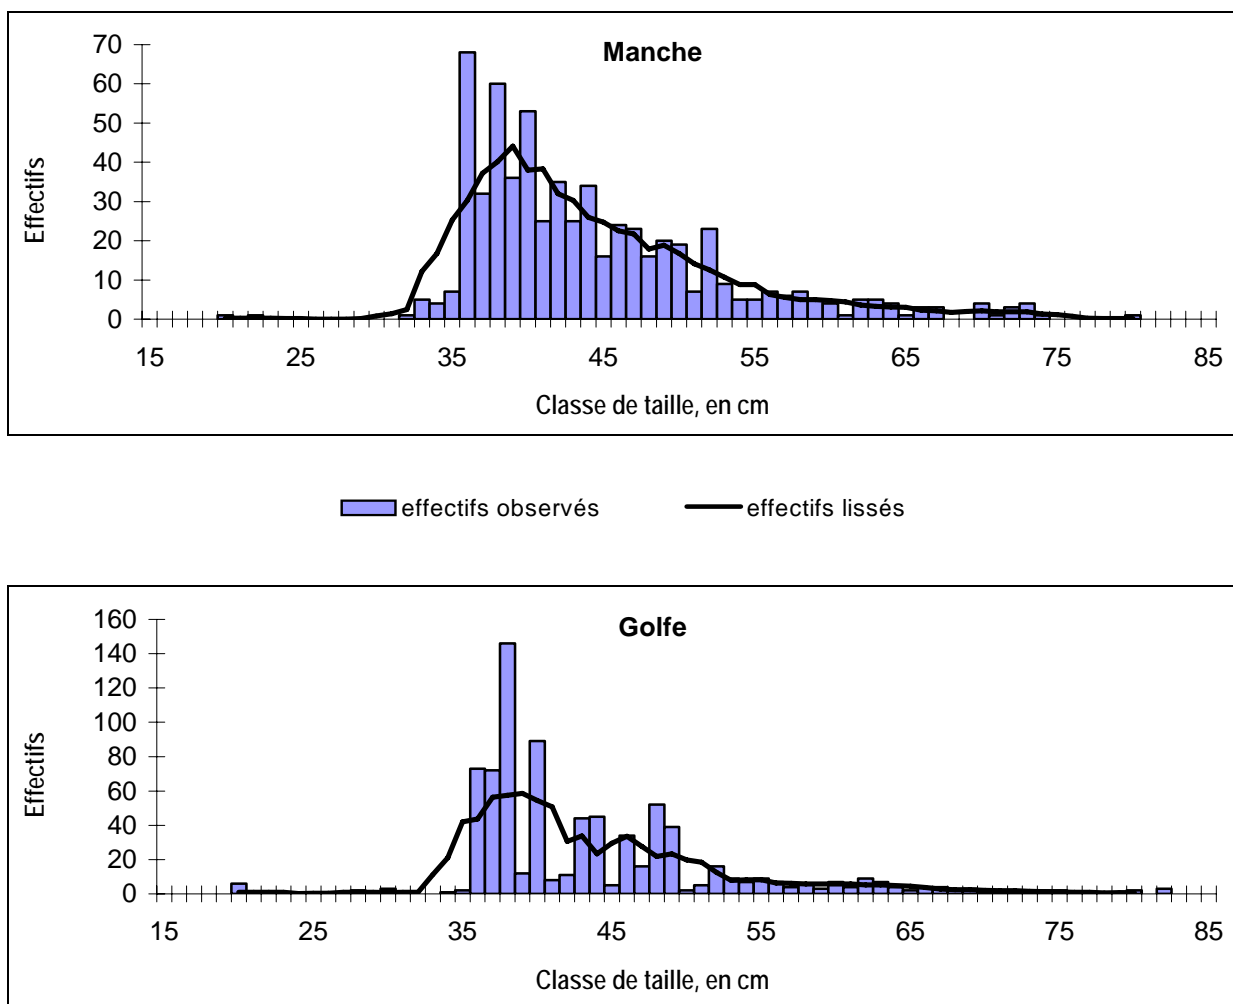 Manche
70
60
50
40
30
20
10
0
Effectifs
15 25 35 45 55 65 75 85
Classe de taille, en cm
effectifs observés effectifs lissés
Golfe
160
140
120
100
80
60
40
20
0
Effectifs
15 25 35 45 55 65 75 85
Classe de taille, en cm